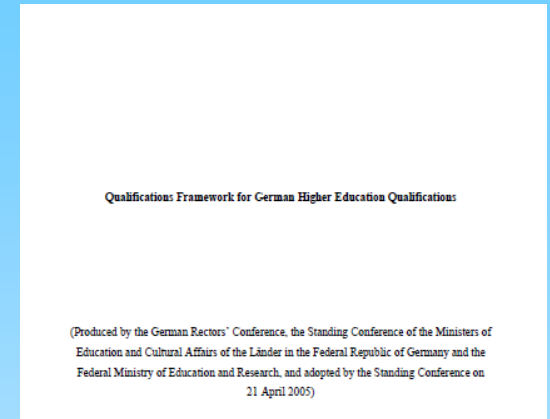 Qualifications Framework for German Higher Education Qualifications
(Produced by the German Rectors' Conference, the Standing Conference of the Ministers of
Education and Cultural Affairs of the Länder in the Federal Republic of Germany and the
Federal Ministry of Education and Research, and adopted by the Standing Conference on
21 April 2005)